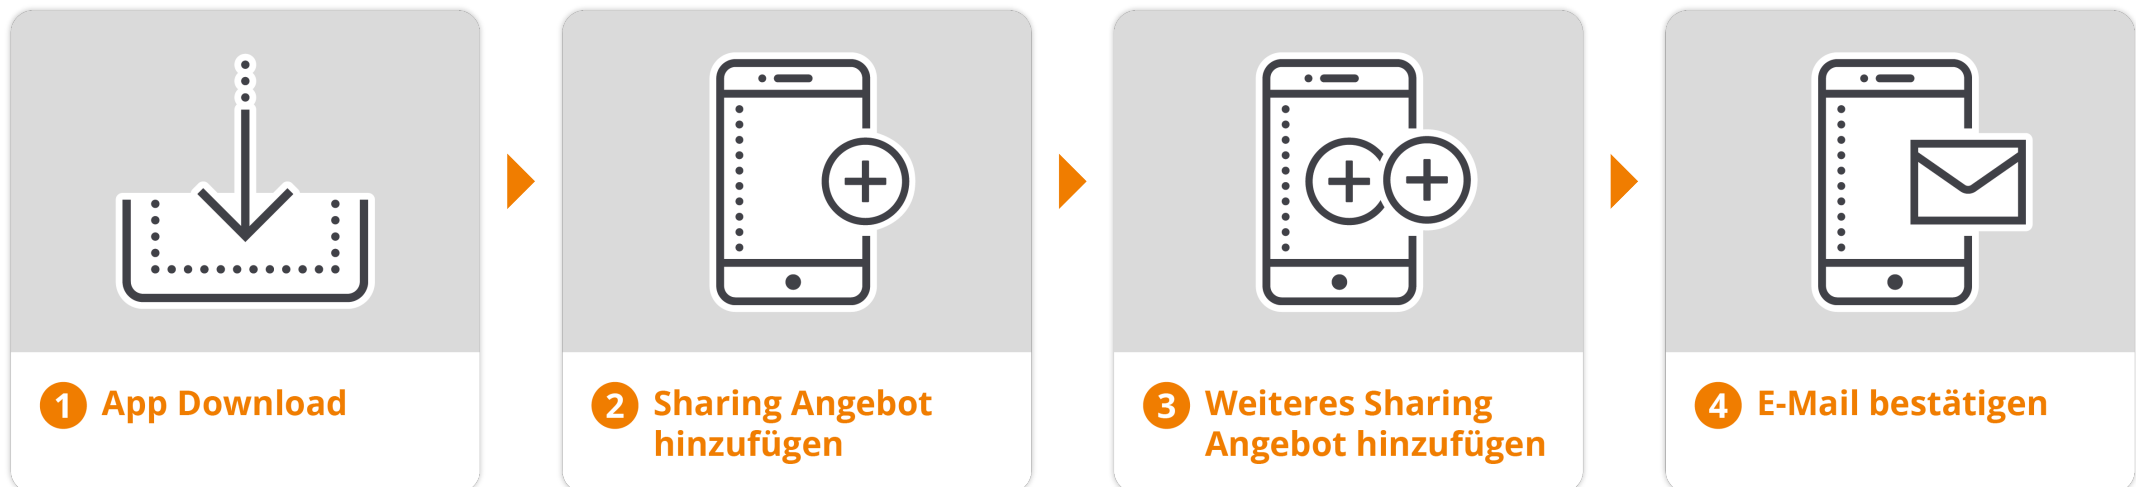 1 App Download
2 Sharing Angebot
hinzufügen
3 Weiteres Sharing
Angebot hinzufügen
4 E-Mail bestätigen